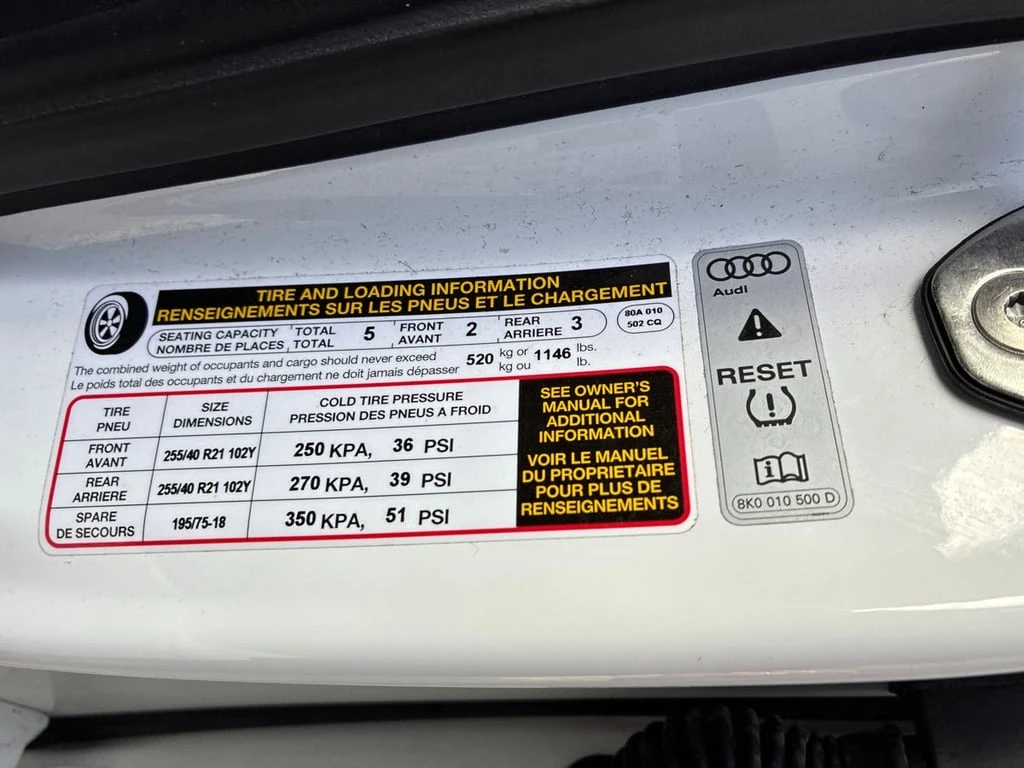 TIRE AND LOADING INFORMATION
RENSEIGNEMENTS SUR LES PNEUS ET LE CHARGEMENT
SEATING CAPACITY TOTAL 5 FRONT 2 REAR 3
NOMBRE DE PLACES TOTAL AVANT ARRIERE
80A 010
502 CQ
The combined weight of occupants and cargo should never exceed 520 kg or 1146 lbs.
Le poids total des occupants et du chargement ne doit jamais dépasser kg ou lb.
TIRE
PNEU
SIZE
DIMENSIONS
COLD TIRE PRESSURE
PRESSION DES PNEUS A FROID
FRONT
AVANT
255/40 R21 102Y
250 KPA, 36 PSI
REAR
ARRIERE
255/40 R21 102Y
270 KPA, 39 PSI
SPARE
DE SECOURS
195/75-18
350 KPA, 51 PSI
SEE OWNER'S
MANUAL FOR
ADDITIONAL
INFORMATION
VOIR LE MANUEL
DU PROPRIETAIRE
POUR PLUS DE
RENSEIGNEMENTS
Audi
RESET
8K0 010 500 D